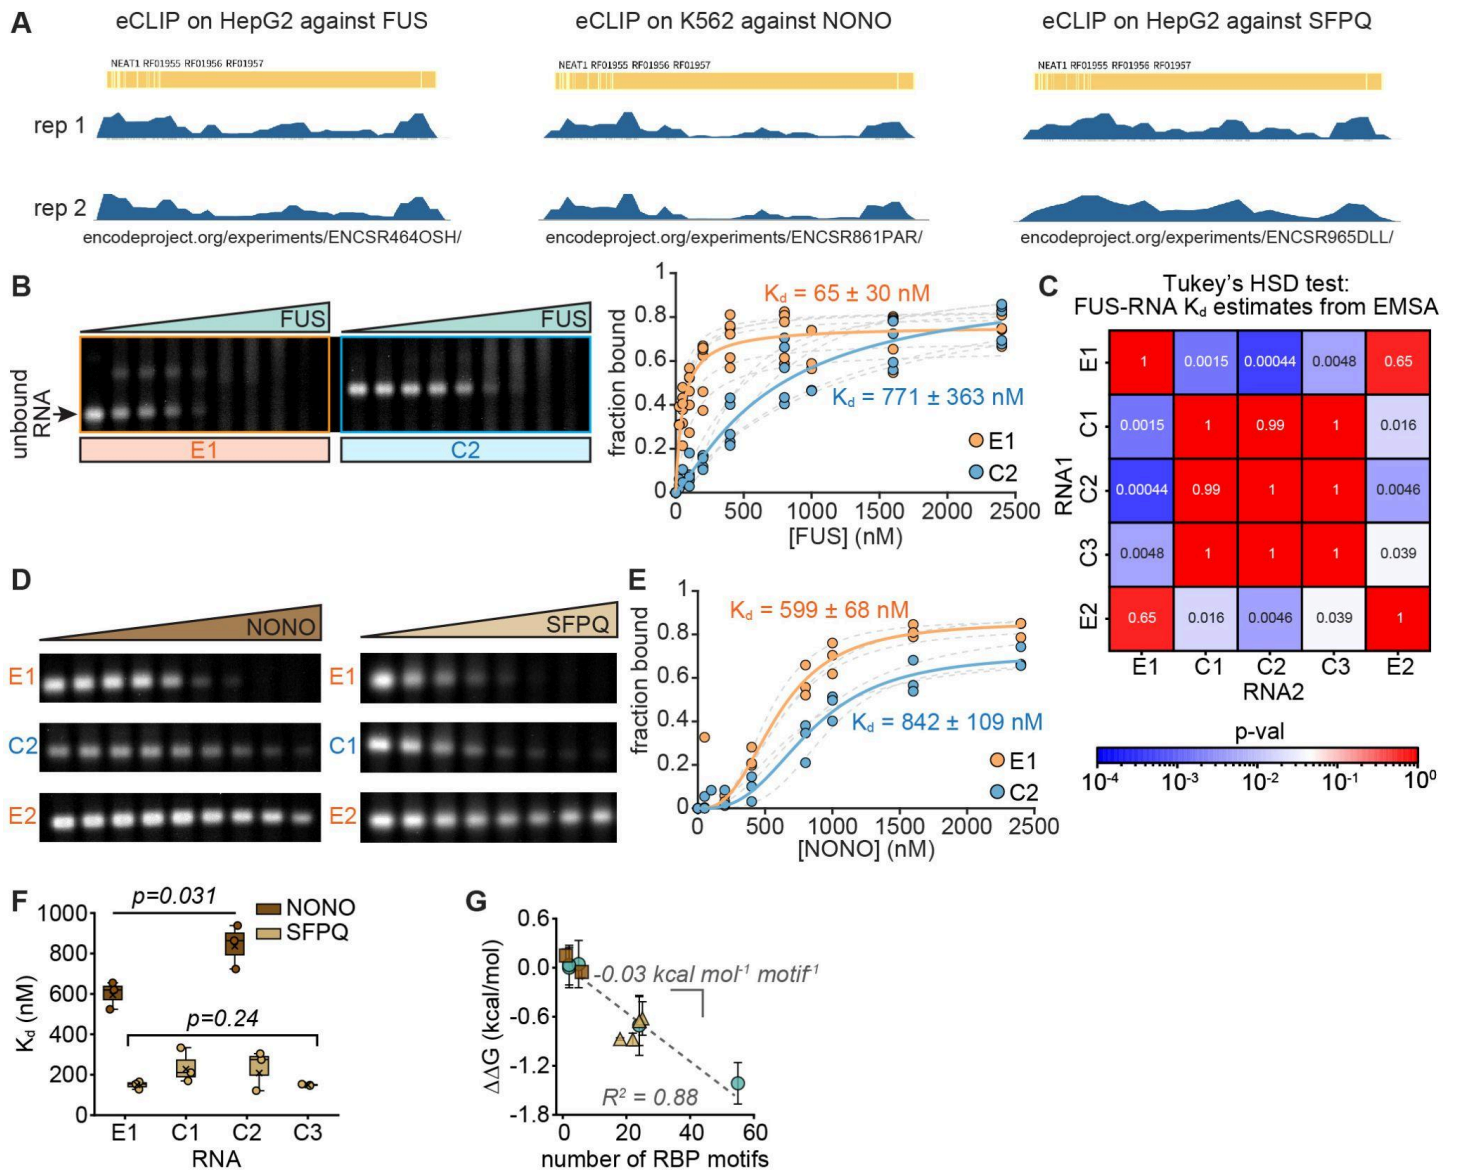 A
eCLIP on HepG2 against FUS
eCLIP on K562 against NONO
eCLIP on HepG2 against SFPQ
NEAT1 RF01955 RF01956 RF01957
NEAT1 RF01955 RF01956 RF01957
NEAT1 RF01955 RF01956 RF01957
rep 1
rep 2
encodeproject.org/experiments/ENCSR464OSH/
encodeproject.org/experiments/ENCSR861PAR/
encodeproject.org/experiments/ENCSR965DLL/
B
FUS
FUS
unbound
RNA
E1
C2
fraction bound
1
0.8
0.6
0.4
0.2
0
Kd = 65 ± 30 nM
Kd = 771 ± 363 nM
E1
C2
0 500 1000 1500 2000 2500
[FUS] (nM)
C
Tukey's HSD test:
FUS-RNA Kd estimates from EMSA
RNA1
E1 1 0.0015 0.00044 0.0048 0.65
C1 0.0015 1 0.99 1 0.016
C2 0.00044 0.99 1 1 0.0046
C3 0.0048 1 1 1 0.039
E2 0.65 0.016 0.0046 0.039 1
E1 C1 C2 C3 E2
RNA2
p-val
10-4 10-3 10-2 10-1 100
D
NONO
SFPQ
E1
E1
C2
C1
E2
E2
E
fraction bound
1
0.8
0.6
0.4
0.2
0
Kd = 599 ± 68 nM
Kd = 842 ± 109 nM
E1
C2
0 500 1000 1500 2000 2500
[NONO] (nM)
F
p=0.031
NONO
SFPQ
p=0.24
Kd (nM)
1000
800
600
400
200
0
E1 C1 C2 C3
RNA
G
ΔΔG (kcal/mol)
0.6
0.0
-0.6
-1.2
-1.8
-0.03 kcal mol-1 motif-1
R2 = 0.88
0 20 40 60
number of RBP motifs